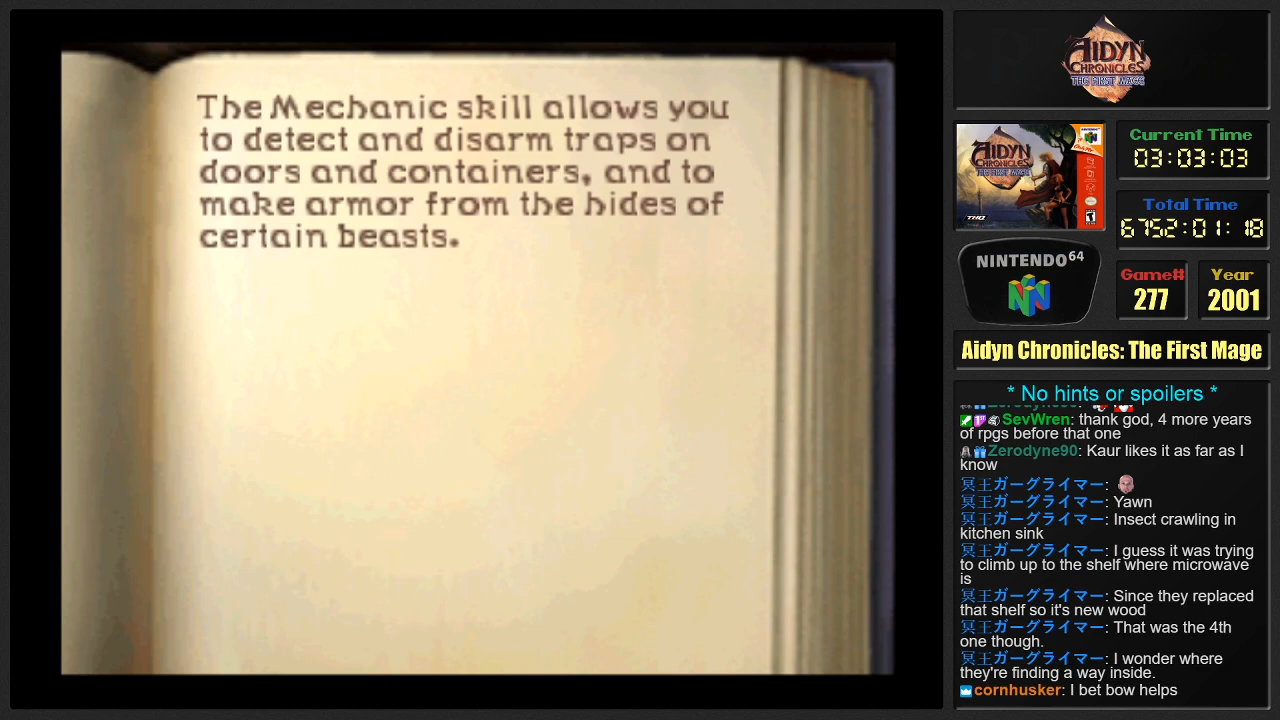 The Mechanic skill allows you
to detect and disarm traps on
doors and containers, and to
make armor from the hides of
certain beasts.
AIDYN
CHRONICLES
THE FIRST MAGE
AIDYN
CHRONICLES
THE FIRST MAGE
THQ
Current Time
03:03:03
Total Time
6752:01:18
NINTENDO64
Game#
277
Year
2001
Aidyn Chronicles: The First Mage
* No hints or spoilers *
SevWren: thank god, 4 more years
of rpgs before that one
Zerodyne90: Kaur likes it as far as I
know
冥王ガーグライマー:
冥王ガーグライマー: Yawn
冥王ガーグライマー: Insect crawling in
kitchen sink
冥王ガーグライマー: I guess it was trying
to climb up to the shelf where microwave
is
冥王ガーグライマー: Since they replaced
that shelf so it's new wood
冥王ガーグライマー: That was the 4th
one though.
冥王ガーグライマー: I wonder where
they're finding a way inside.
cornhusker: I bet bow helps